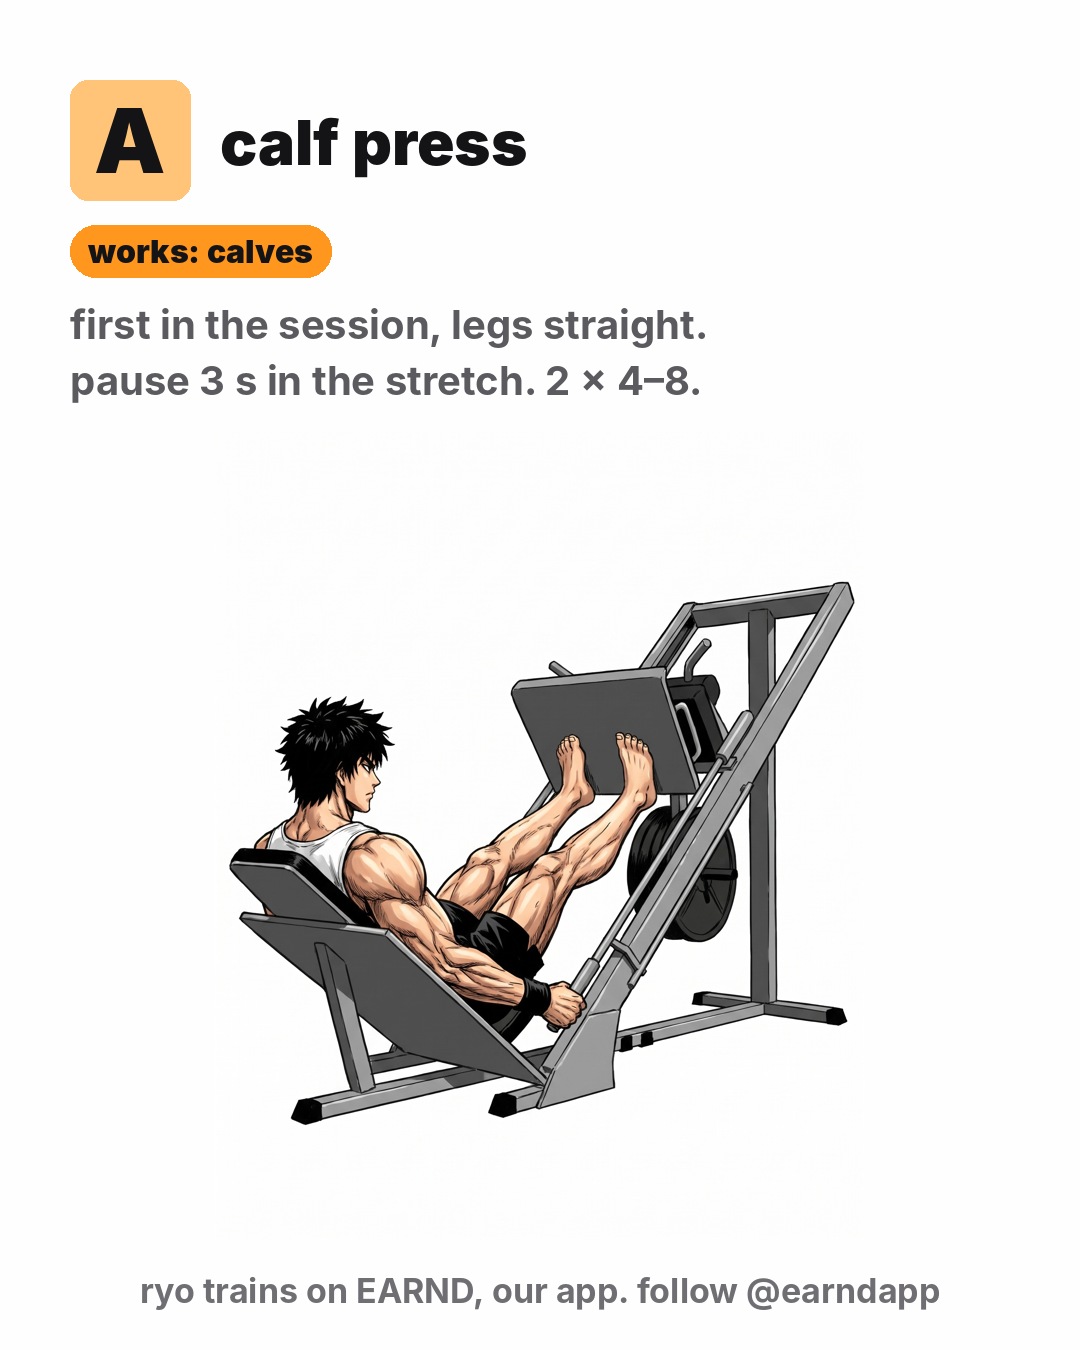 A
calf press
works: calves
first in the session, legs straight.
pause 3 s in the stretch. 2 × 4–8.
ryo trains on EARND, our app. follow @earndapp